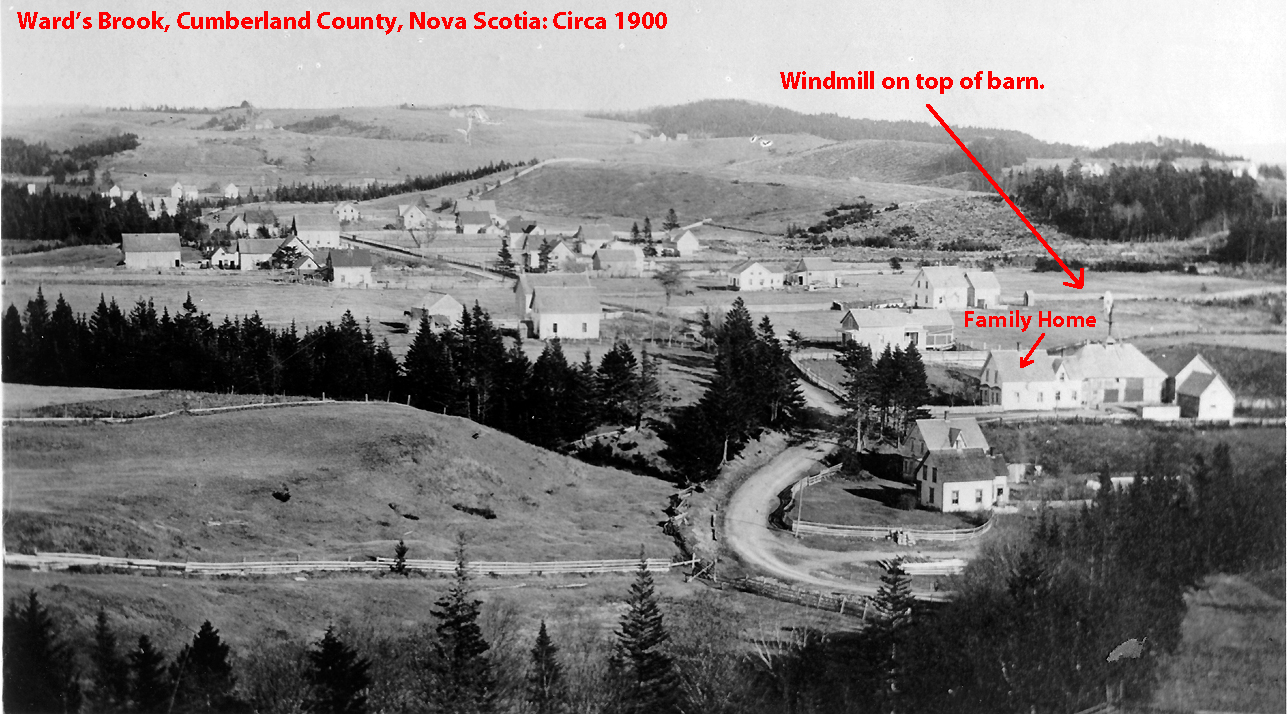 Ward's Brook, Cumberland County, Nova Scotia: Circa 1900
Windmill on top of barn.
Family Home